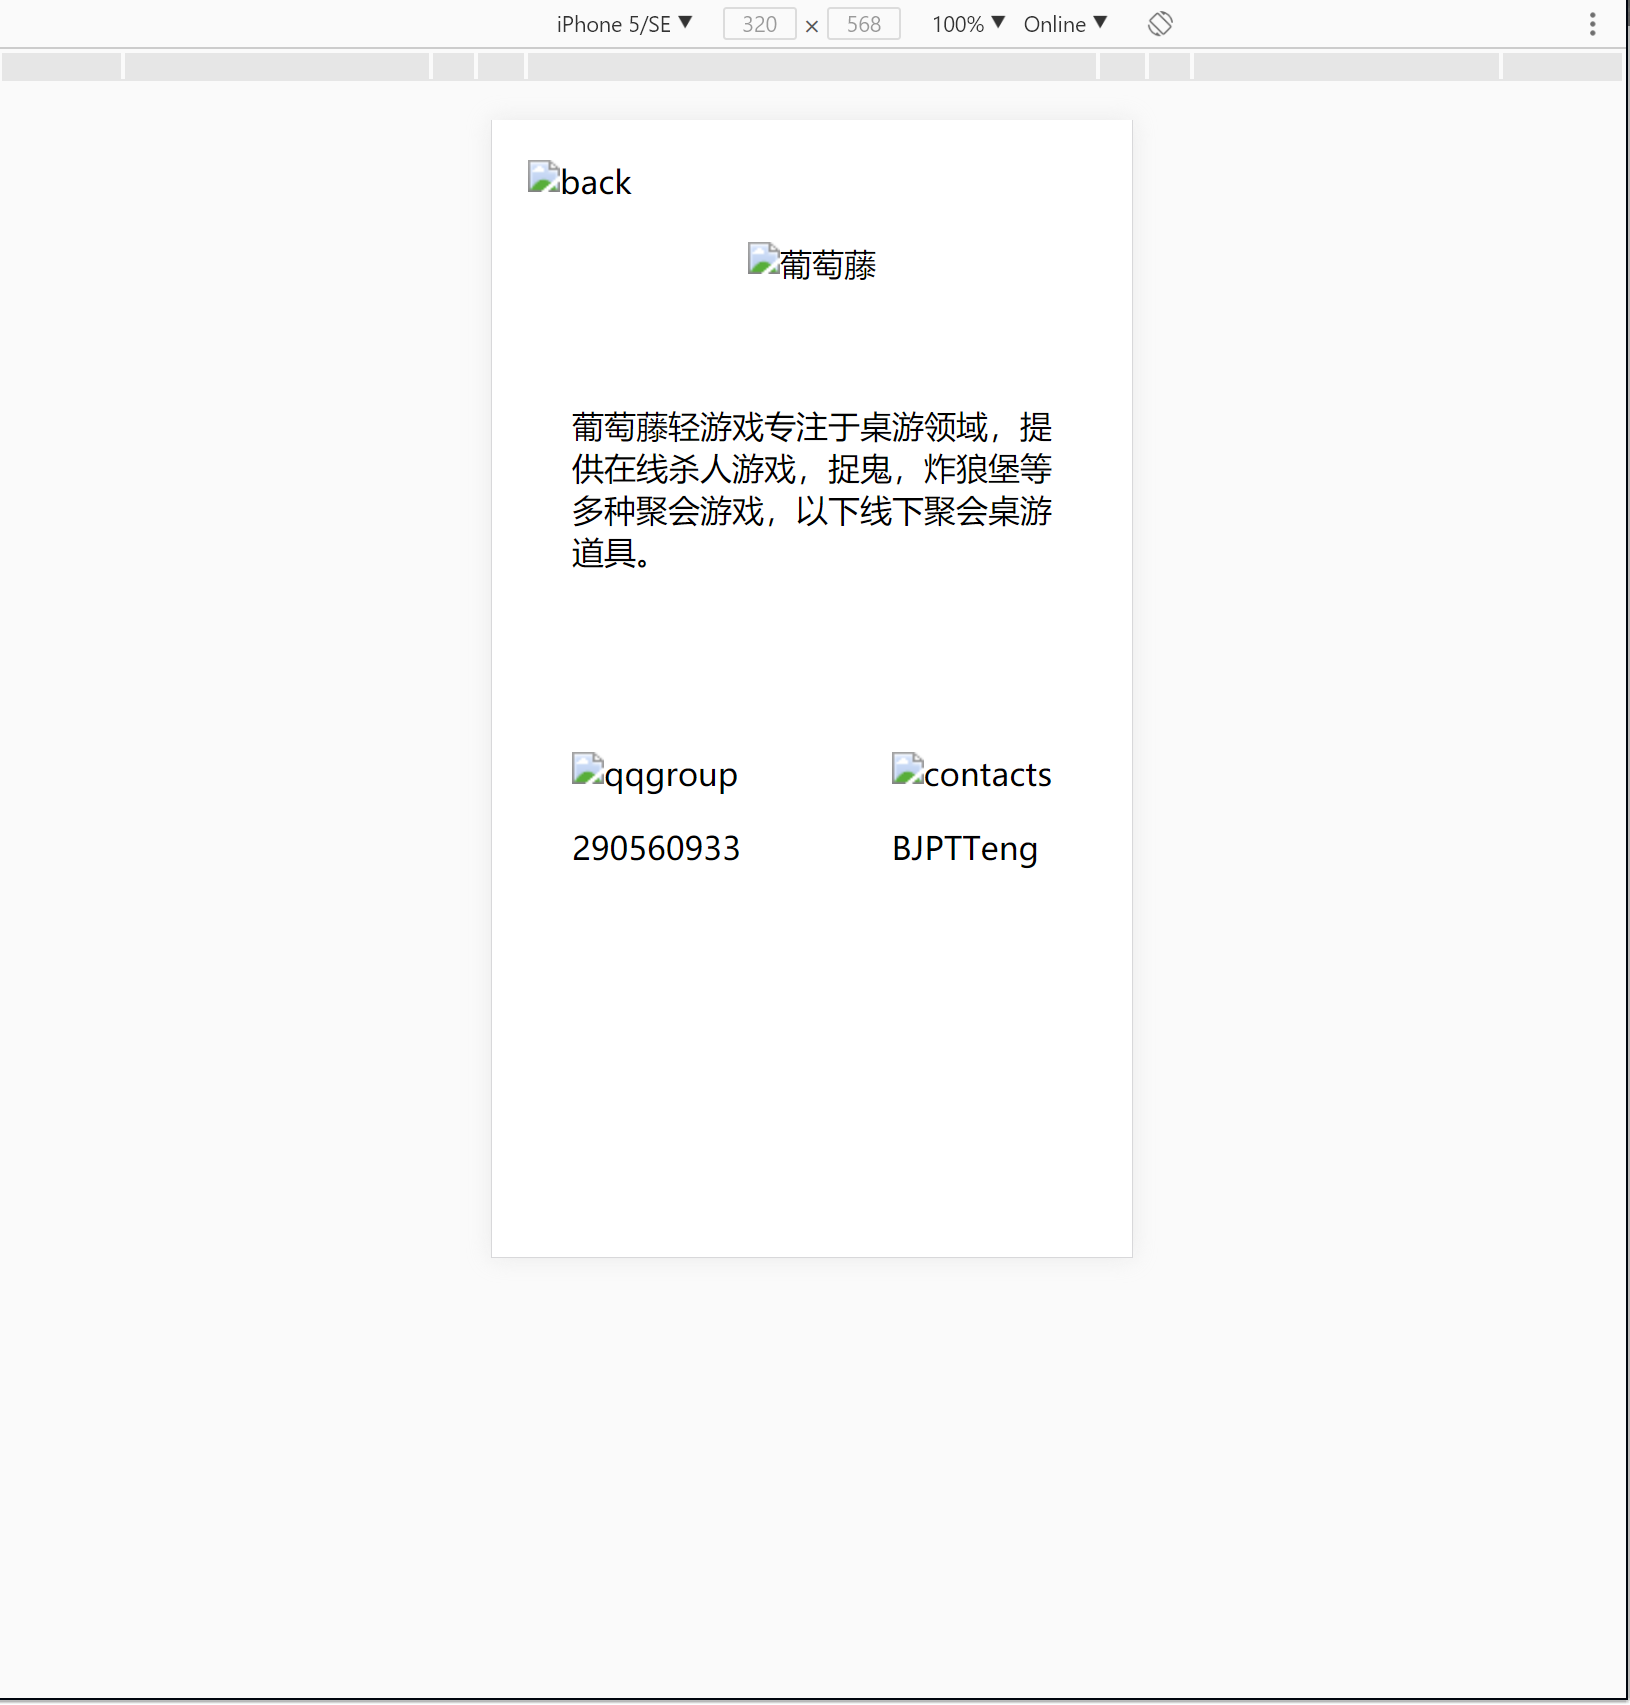 iPhone 5/SE ▼ 320 × 568 100% ▼ Online ▼
back
葡萄藤
葡萄藤轻游戏专注于桌游领域，提
供在线杀人游戏，捉鬼，炸狼堡等
多种聚会游戏，以下线下聚会桌游
道具。
qqgroup contacts
290560933 BJPTTeng